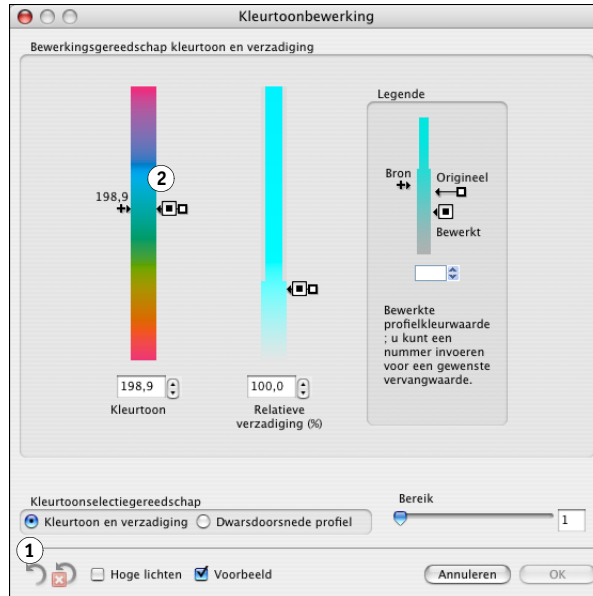 Kleurtoonbewerking
Bewerkingsgereedschap kleurtoon en verzadiging
198,9
2
198,9
Kleurtoon
100,0
Relatieve
verzadiging (%)
Legende
Bron
Origineel
Bewerkt
Bewerkte
profielkleurwaarde
; u kunt een
nummer invoeren
voor een gewenste
vervangwaarde.
Kleurtoonselectiegereedschap
Kleurtoon en verzadiging
Dwarsdoorsnede profiel
Bereik
1
1
Hoge lichten
Voorbeeld
Annuleren
OK